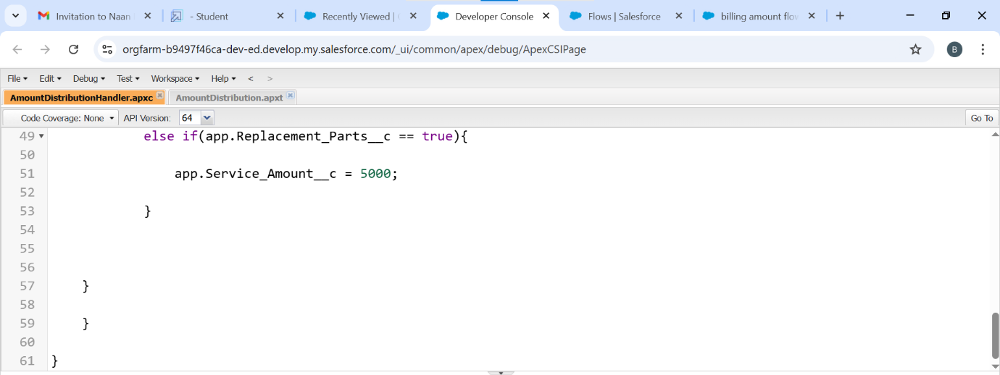 Invitation to Naan
- Student
Recently Viewed |
Developer Console
Flows | Salesforce
billing amount flo
orgfarm-b9497f46ca-dev-ed.develop.my.salesforce.com/_ui/common/apex/debug/ApexCSIPage
B
File Edit Debug Test Workspace Help < >
AmountDistributionHandler.apxc AmountDistribution.apxt
Code Coverage: None API Version: 64 Go To
49 else if(app.Replacement_Parts__c == true){
50
51 app.Service_Amount__c = 5000;
52
53 }
54
55
56
57 }
58
59 }
60
61 }